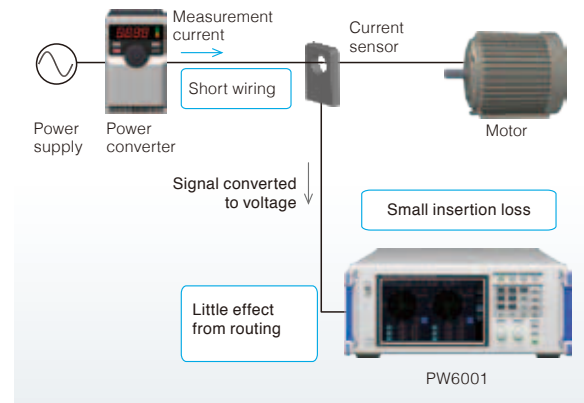 Measurement
current
Current
sensor
Short wiring
Power
supply
Power
converter
Motor
Signal converted
to voltage
Small insertion loss
Little effect
from routing
PW6001